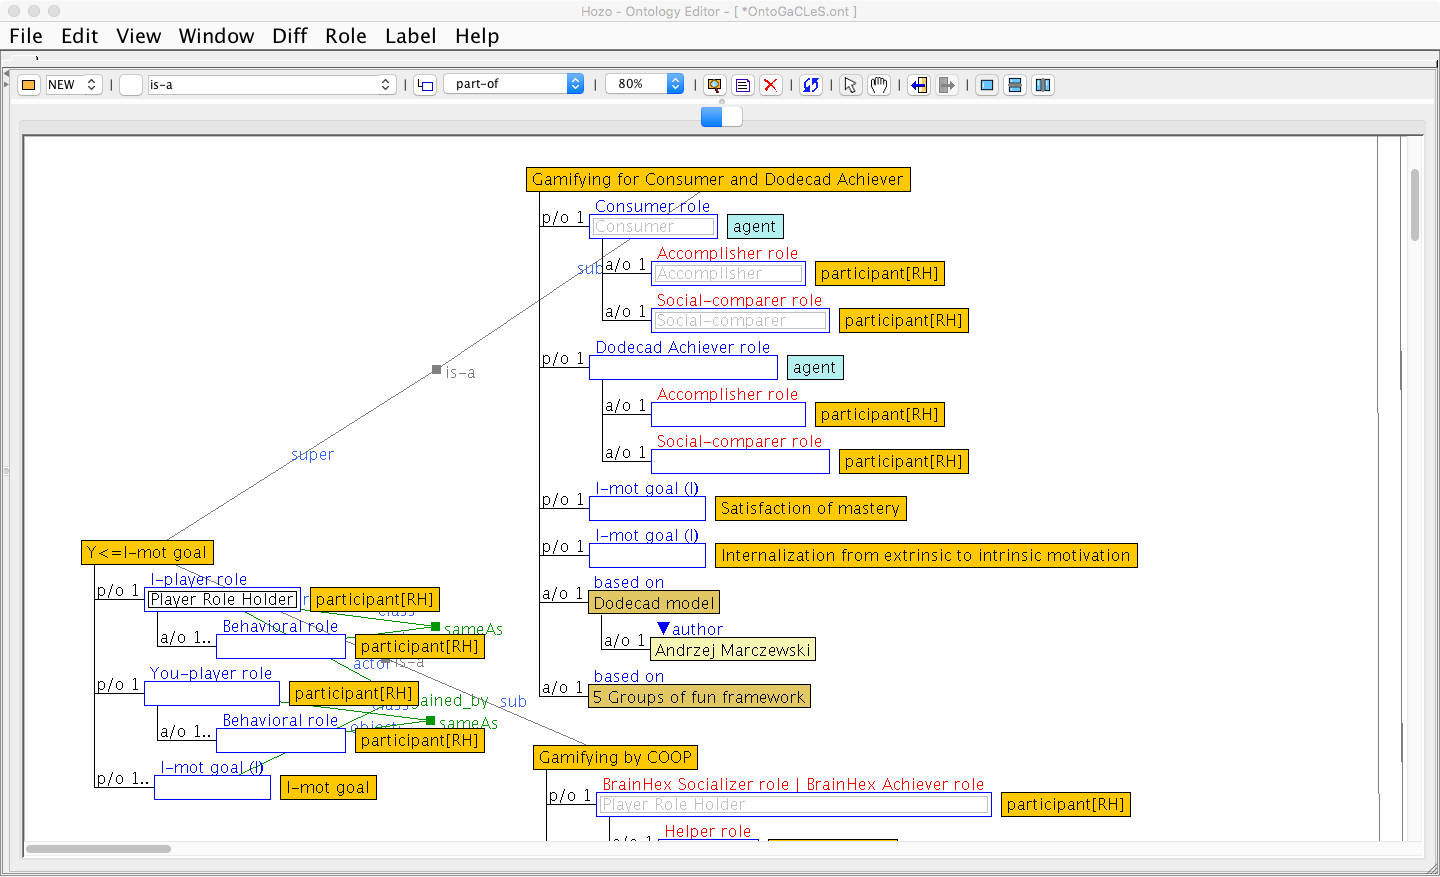 Hozo - Ontology Editor - [ *OntoGaCLeS.ont ]
File Edit View Window Diff Role Label Help
NEW is-a part-of 80%
Gamifying for Consumer and Dodecad Achiever
Consumer role
p/o 1 Consumer agent
Accomplisher role
sub a/o 1 Accomplisher participant[RH]
Social-comparer role
a/o 1 Social-comparer participant[RH]
Dodecad Achiever role
p/o 1 agent
is-a
Accomplisher role
a/o 1 participant[RH]
Social-comparer role
super a/o 1 participant[RH]
I-mot goal (I)
p/o 1 Satisfaction of mastery
I-mot goal (I)
p/o 1 Internalization from extrinsic to intrinsic motivation
Y<=I-mot goal
I-player role
p/o 1 Player Role Holder participant[RH]
class
based on
a/o 1 Dodecad model
Behavioral role sameAs
author
a/o 1.. participant[RH]
a/o 1 Andrzej Marczewski
actor is-a
You-player role
based on
p/o 1 participant[RH]
a/o 1 5 Groups of fun framework
ained_by sub
class
Behavioral role sameAs
object
a/o 1.. participant[RH]
Gamifying by COOP
I-mot goal (I)
p/o 1.. I-mot goal
BrainHex Socializer role | BrainHex Achiever role
p/o 1 Player Role Holder participant[RH]
Helper role
a/o 1